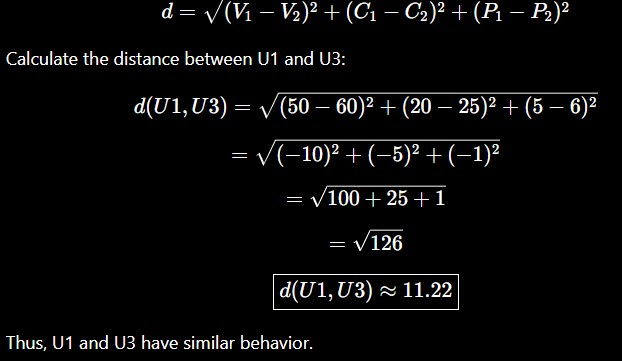 d = √(V₁ − V₂)² + (C₁ − C₂)² + (P₁ − P₂)²
Calculate the distance between U1 and U3:
d(U1, U3) = √(50 − 60)² + (20 − 25)² + (5 − 6)²
= √(−10)² + (−5)² + (−1)²
= √100 + 25 + 1
= √126
d(U1, U3) ≈ 11.22
Thus, U1 and U3 have similar behavior.